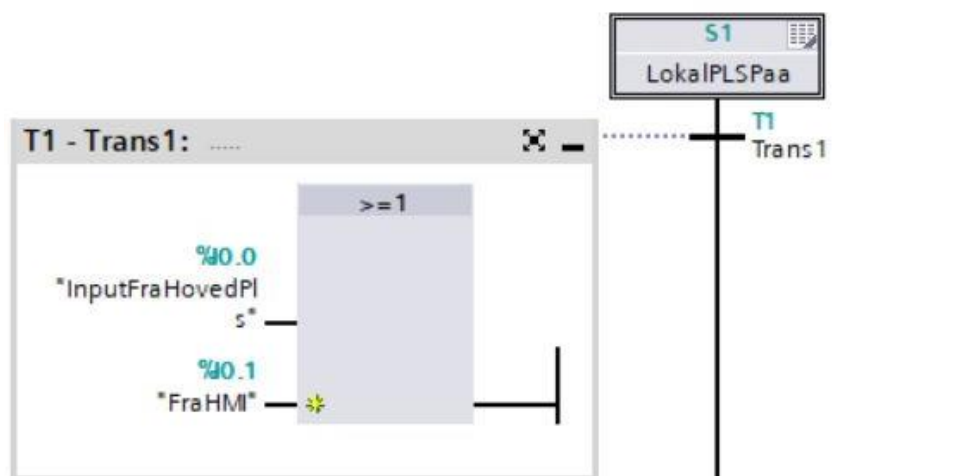 S1
LokalPLSPaa
T1
Trans1
T1 - Trans1: .....
>=1
%I0.0
"InputFraHovedPl
s"
%I0.1
"FraHMI"